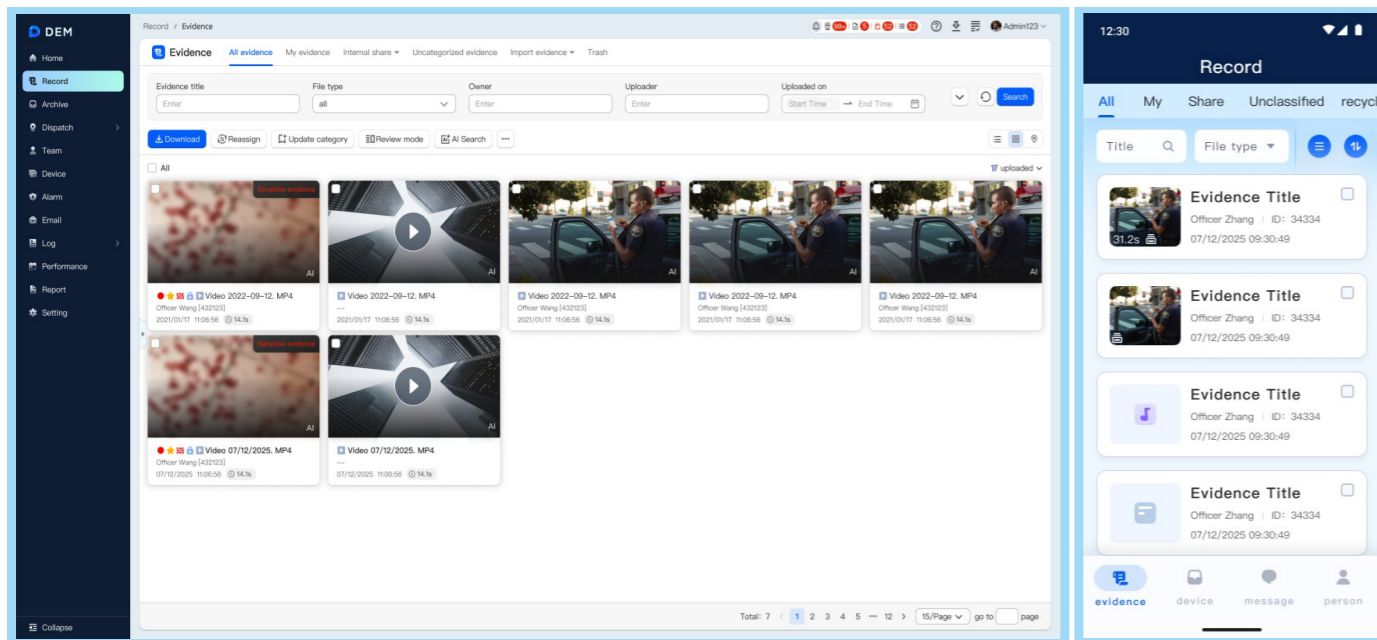 DEM
Home
Record
Archive
Dispatch
Team
Device
Alarm
Email
Log
Performance
Report
Setting
Collapse
Record / Evidence
99+ 5 52 52 Admin123
Evidence All evidence My evidence Internal share Uncategorized evidence Import evidence Trash
Evidence title File type Owner Uploader Uploaded on
Enter all Enter Enter Start Time End Time Search
Download Reassign Update category Review mode AI Search ...
All uploaded
Sensitive evidence
AI AI AI AI AI
SOS Video 2022-09-12. MP4 Video 2022-09-12. MP4 Video 2022-09-12. MP4 Video 2022-09-12. MP4 Video 2022-09-12. MP4
Officer Wang [432123] --- Officer Wang [432123] Officer Wang [432123] Officer Wang [432123]
2021/01/17 11:06:56 14.1s 2021/01/17 11:06:56 14.1s 2021/01/17 11:06:56 14.1s 2021/01/17 11:06:56 14.1s 2021/01/17 11:06:56 14.1s
Sensitive evidence
AI AI
SOS Video 07/12/2025. MP4 Video 07/12/2025. MP4
Officer Wang [432123] ---
07/12/2025 11:06:56 14.1s 07/12/2025 11:06:56 14.1s
Total: 7 < 1 2 3 4 5 ••• 12 > 15/Page go to page
12:30
Record
All My Share Unclassified recycl
Title File type
Evidence Title
Officer Zhang | ID: 34334
31.2s 07/12/2025 09:30:49
Evidence Title
Officer Zhang | ID: 34334
07/12/2025 09:30:49
Evidence Title
Officer Zhang | ID: 34334
07/12/2025 09:30:49
Evidence Title
Officer Zhang | ID: 34334
07/12/2025 09:30:49
evidence device message person